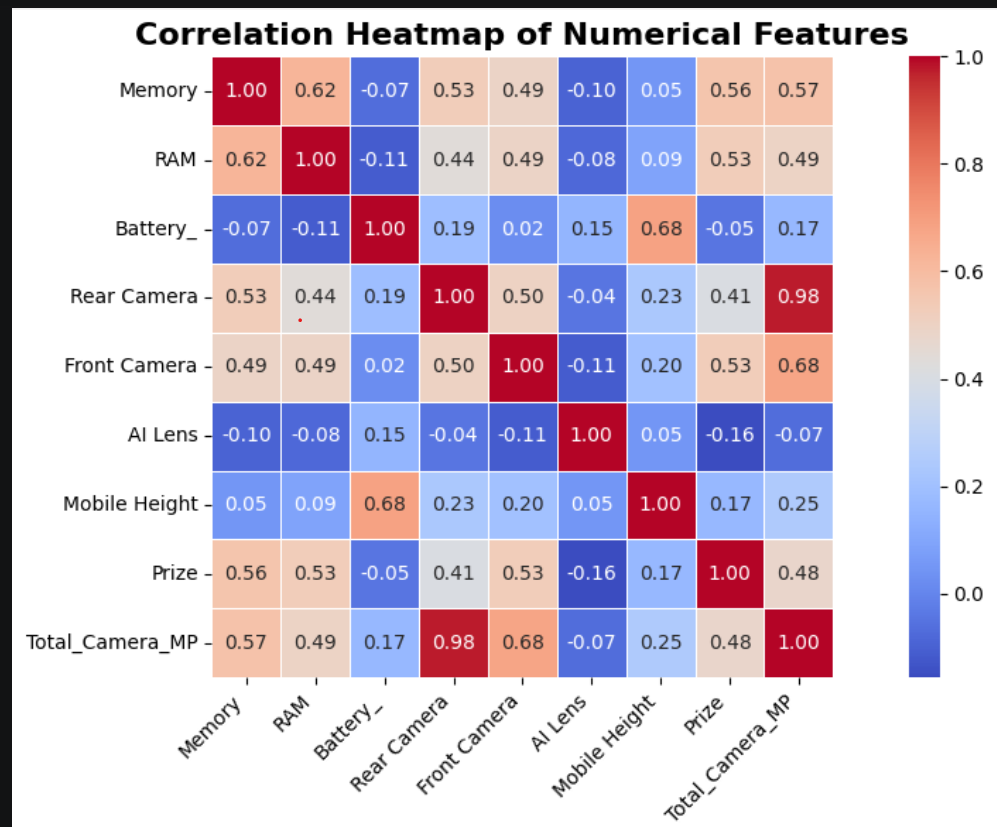 Correlation Heatmap of Numerical Features
Memory 1.00 0.62 -0.07 0.53 0.49 -0.10 0.05 0.56 0.57
RAM 0.62 1.00 -0.11 0.44 0.49 -0.08 0.09 0.53 0.49
Battery_ -0.07 -0.11 1.00 0.19 0.02 0.15 0.68 -0.05 0.17
Rear Camera 0.53 0.44 0.19 1.00 0.50 -0.04 0.23 0.41 0.98
Front Camera 0.49 0.49 0.02 0.50 1.00 -0.11 0.20 0.53 0.68
AI Lens -0.10 -0.08 0.15 -0.04 -0.11 1.00 0.05 -0.16 -0.07
Mobile Height 0.05 0.09 0.68 0.23 0.20 0.05 1.00 0.17 0.25
Prize 0.56 0.53 -0.05 0.41 0.53 -0.16 0.17 1.00 0.48
Total_Camera_MP 0.57 0.49 0.17 0.98 0.68 -0.07 0.25 0.48 1.00
Memory
RAM
Battery_
Rear Camera
Front Camera
AI Lens
Mobile Height
Prize
Total_Camera_MP
1.0
0.8
0.6
0.4
0.2
0.0